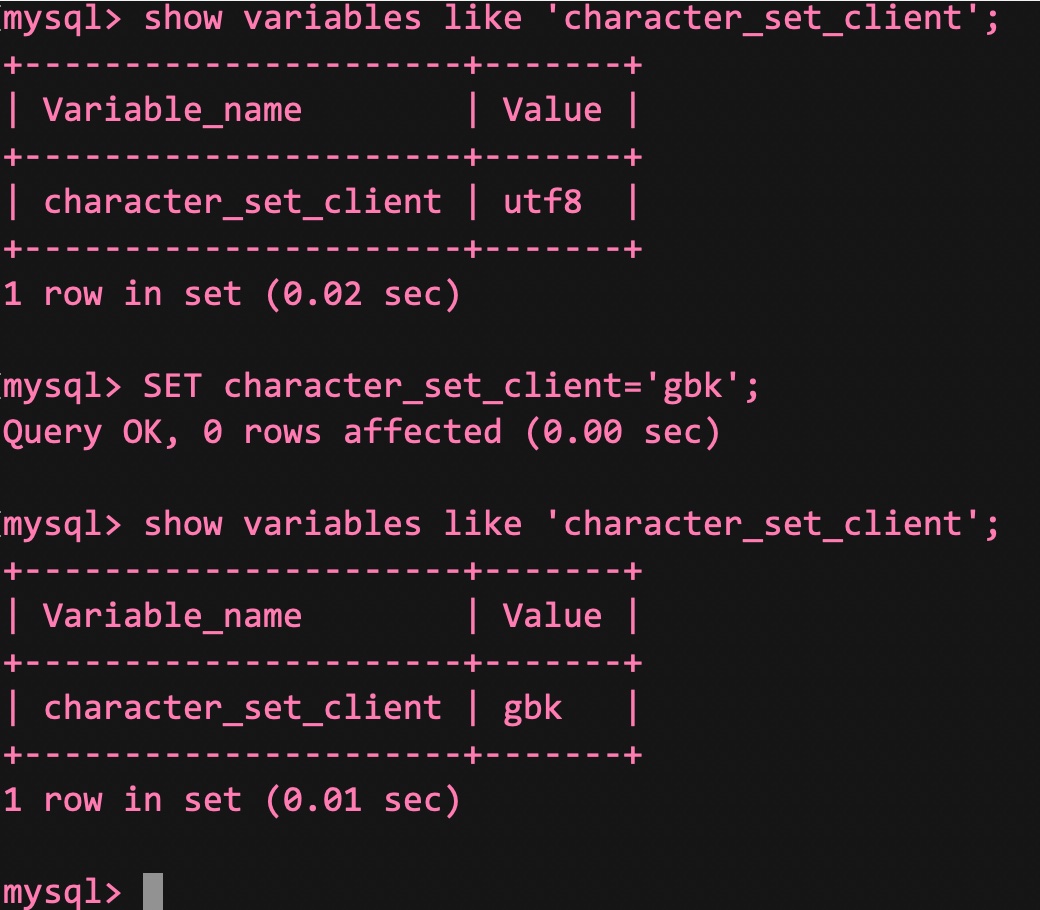 mysql> show variables like 'character_set_client';
+----------------------+-------+
| Variable_name        | Value |
+----------------------+-------+
| character_set_client | utf8  |
+----------------------+-------+
1 row in set (0.02 sec)

mysql> SET character_set_client='gbk';
Query OK, 0 rows affected (0.00 sec)

mysql> show variables like 'character_set_client';
+----------------------+-------+
| Variable_name        | Value |
+----------------------+-------+
| character_set_client | gbk   |
+----------------------+-------+
1 row in set (0.01 sec)

mysql>